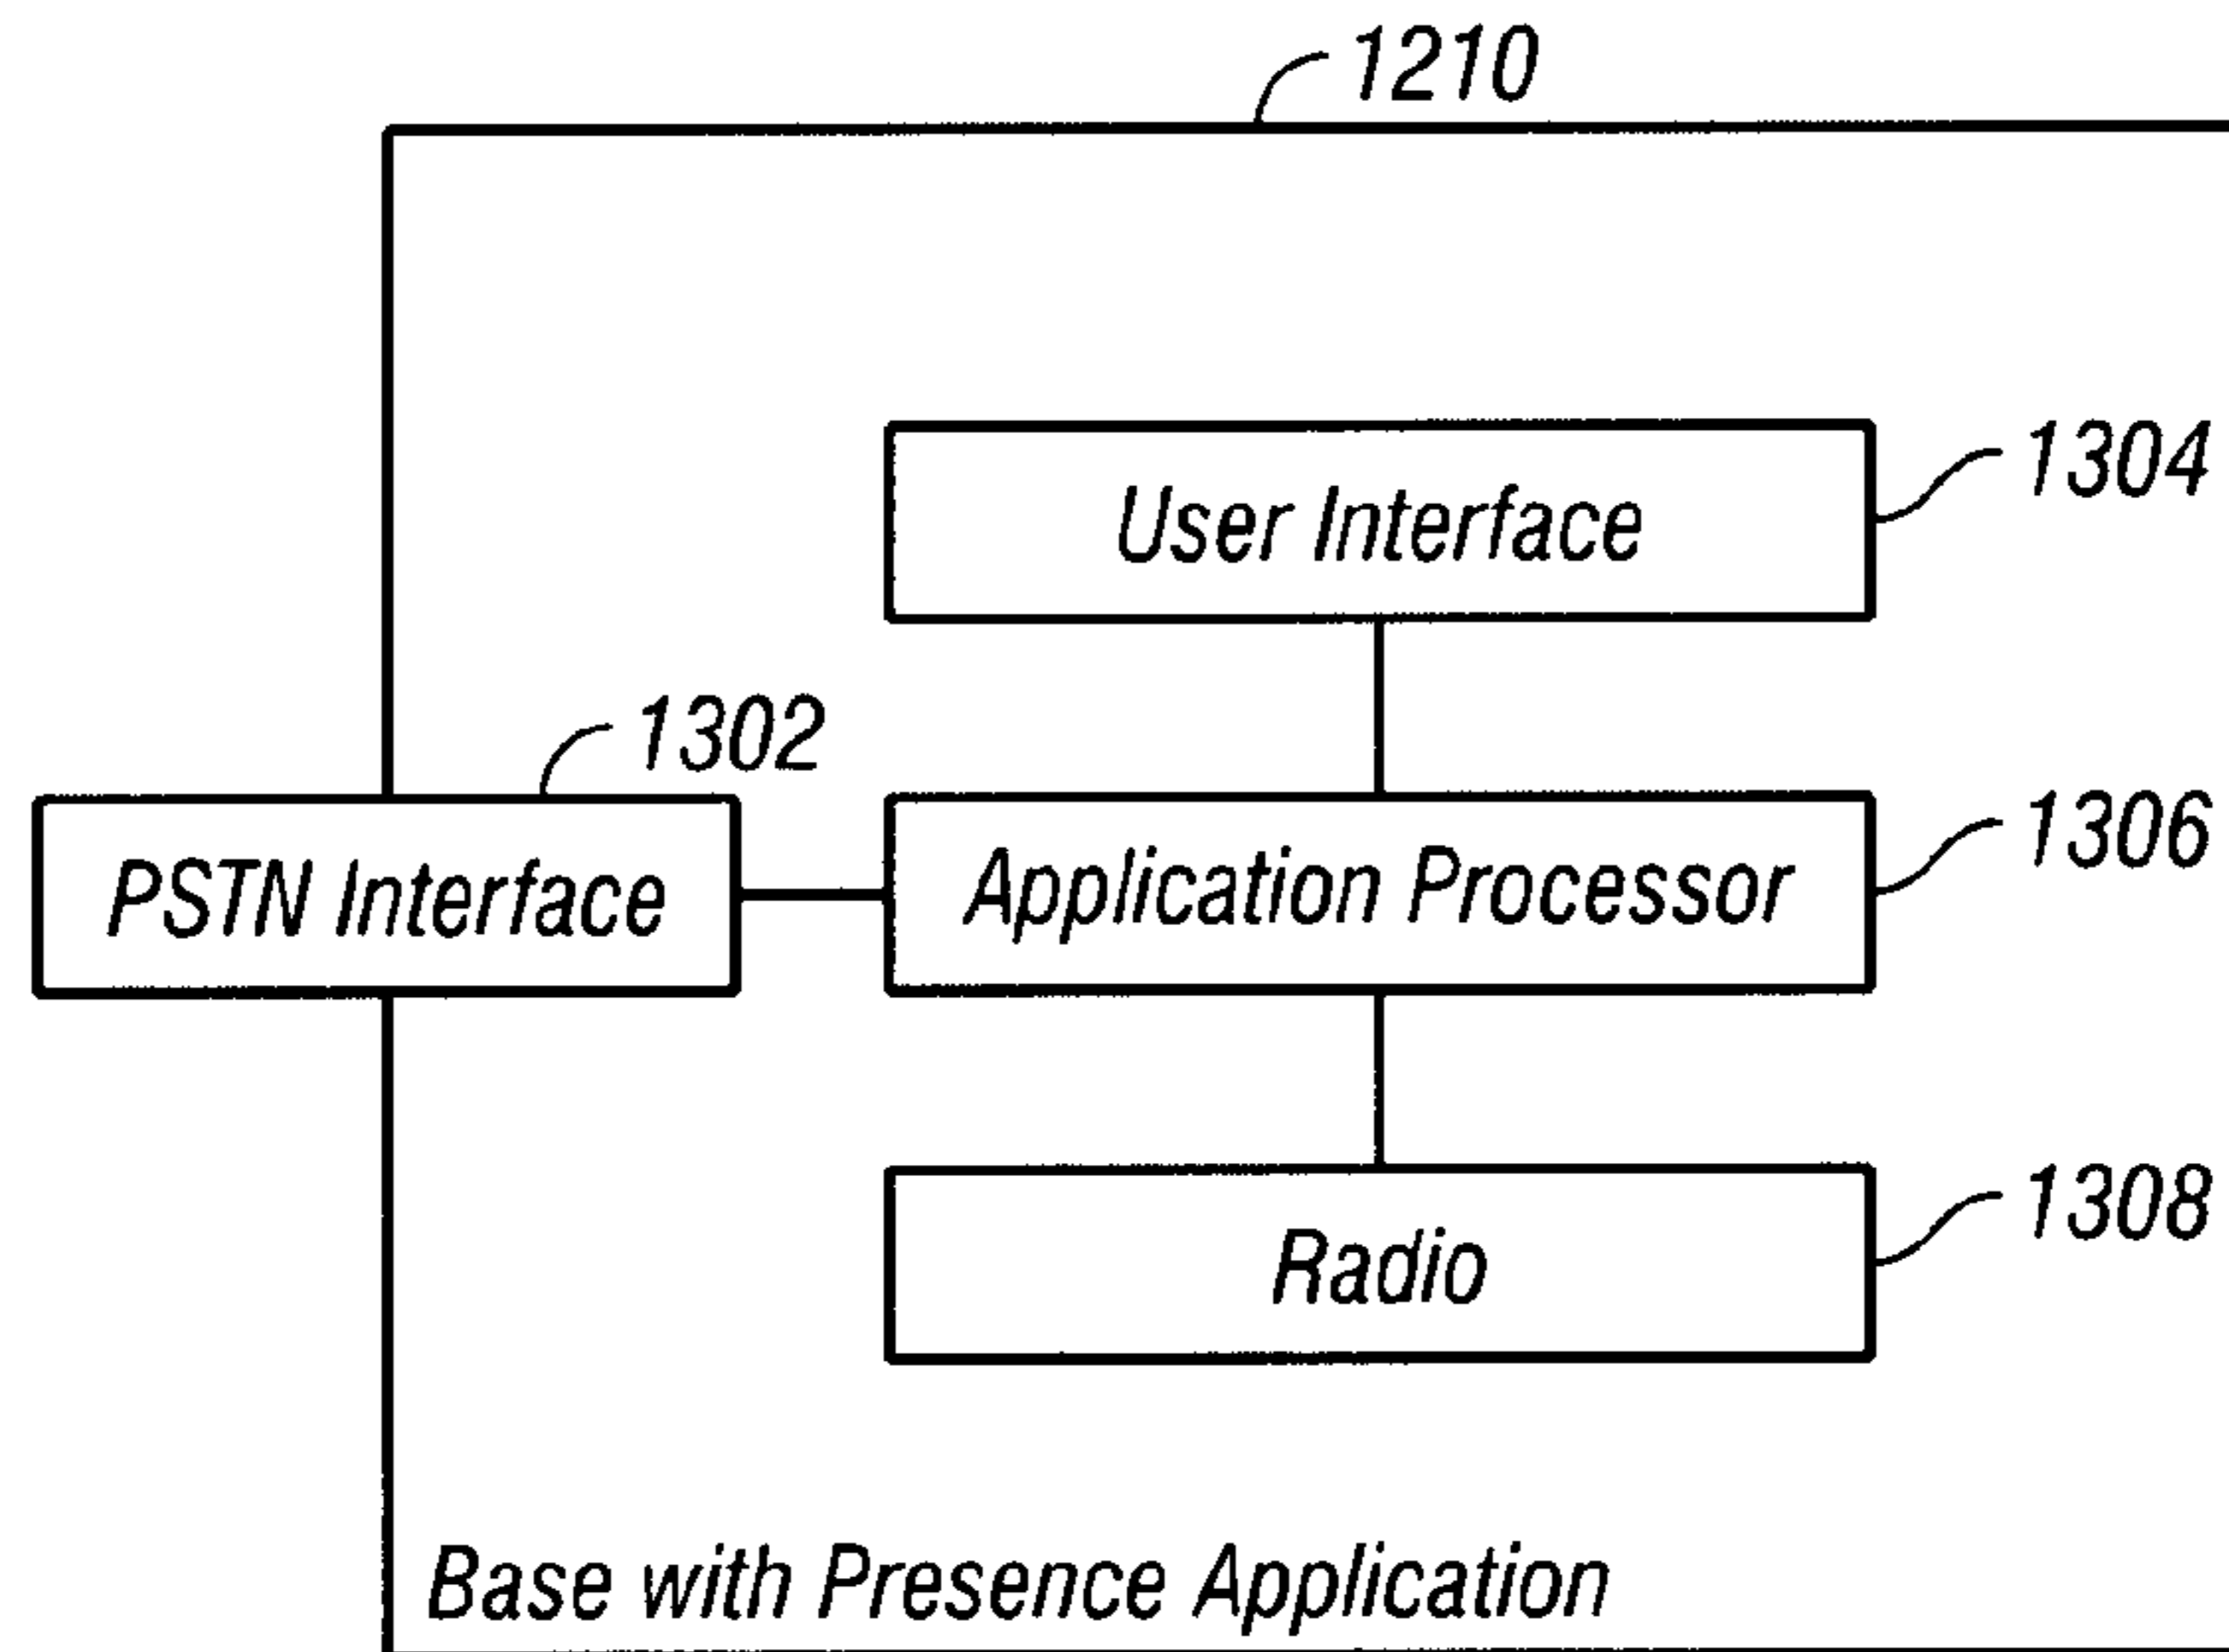 1210
1304
User Interface
1302
1306
PSTN Interface
Application Processor
1308
Radio
Base with Presence Application